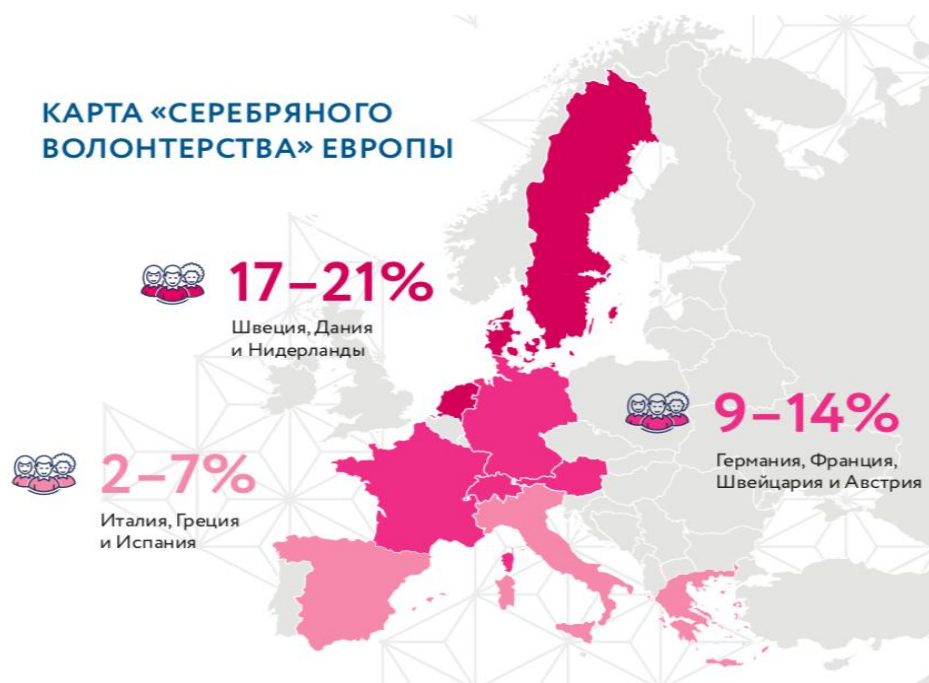 КАРТА «СЕРЕБРЯНОГО
ВОЛОНТЕРСТВА» ЕВРОПЫ
17–21%
Швеция, Дания
и Нидерланды
9–14%
Германия, Франция,
Швейцария и Австрия
2–7%
Италия, Греция
и Испания